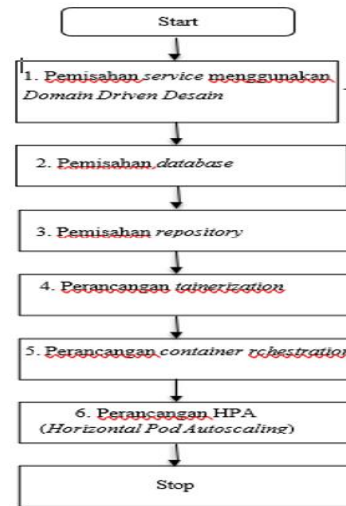 Start
1. Pemisahan service menggunakan
Domain Driven Desain
2. Pemisahan database
3. Pemisahan repository
4. Perancangan tainerization
5. Perancangan container rchestration
6. Perancangan HPA
(Horizontal Pod Autoscaling)
Stop